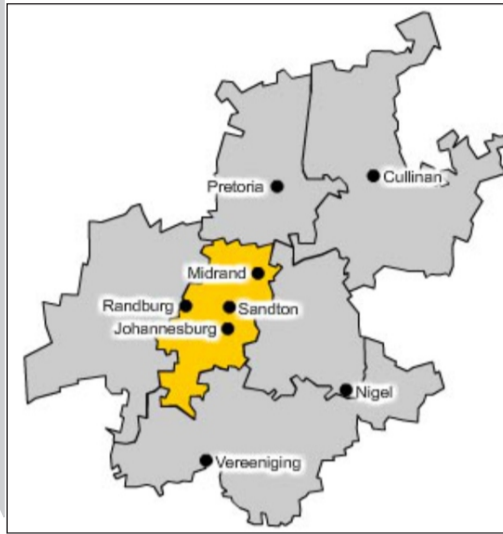 Cullinan
Pretoria
Midrand
Randburg
Sandton
Johannesburg
Nigel
Vereeniging